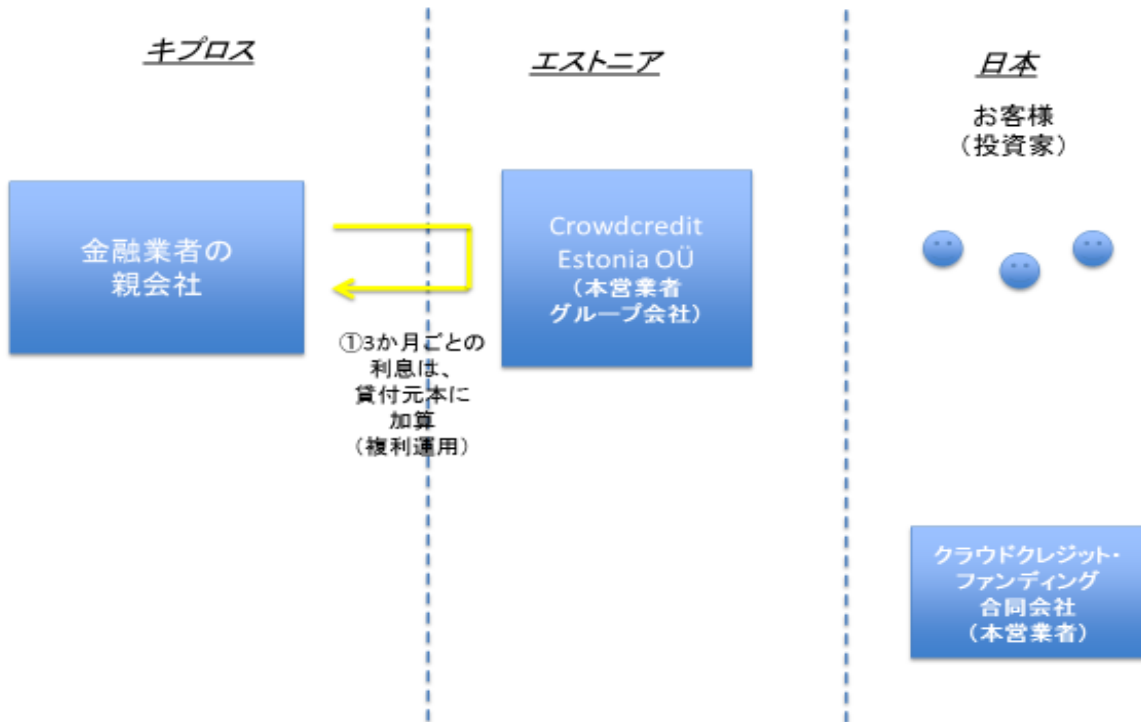 キプロス
エストニア
日本
お客様
（投資家）
金融業者の
親会社
Crowdcredit
Estonia OÜ
（本営業者
グループ会社）
①3か月ごとの
利息は、
貸付元本に
加算
（複利運用）
クラウドクレジット・
ファンディング
合同会社
（本営業者）